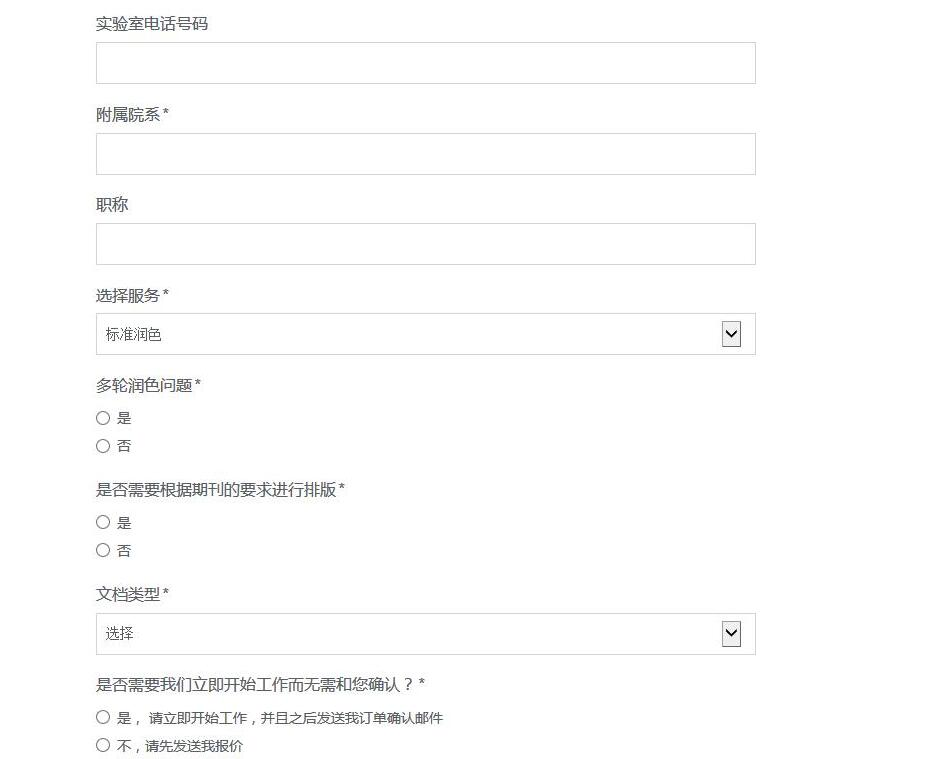 实验室电话号码
附属院系*
职称
选择服务*
标准润色
多轮润色问题*
是
否
是否需要根据期刊的要求进行排版*
是
否
文档类型*
选择
是否需要我们立即开始工作而无需和您确认？*
是，请立即开始工作，并且之后发送我订单确认邮件
不，请先发送我报价